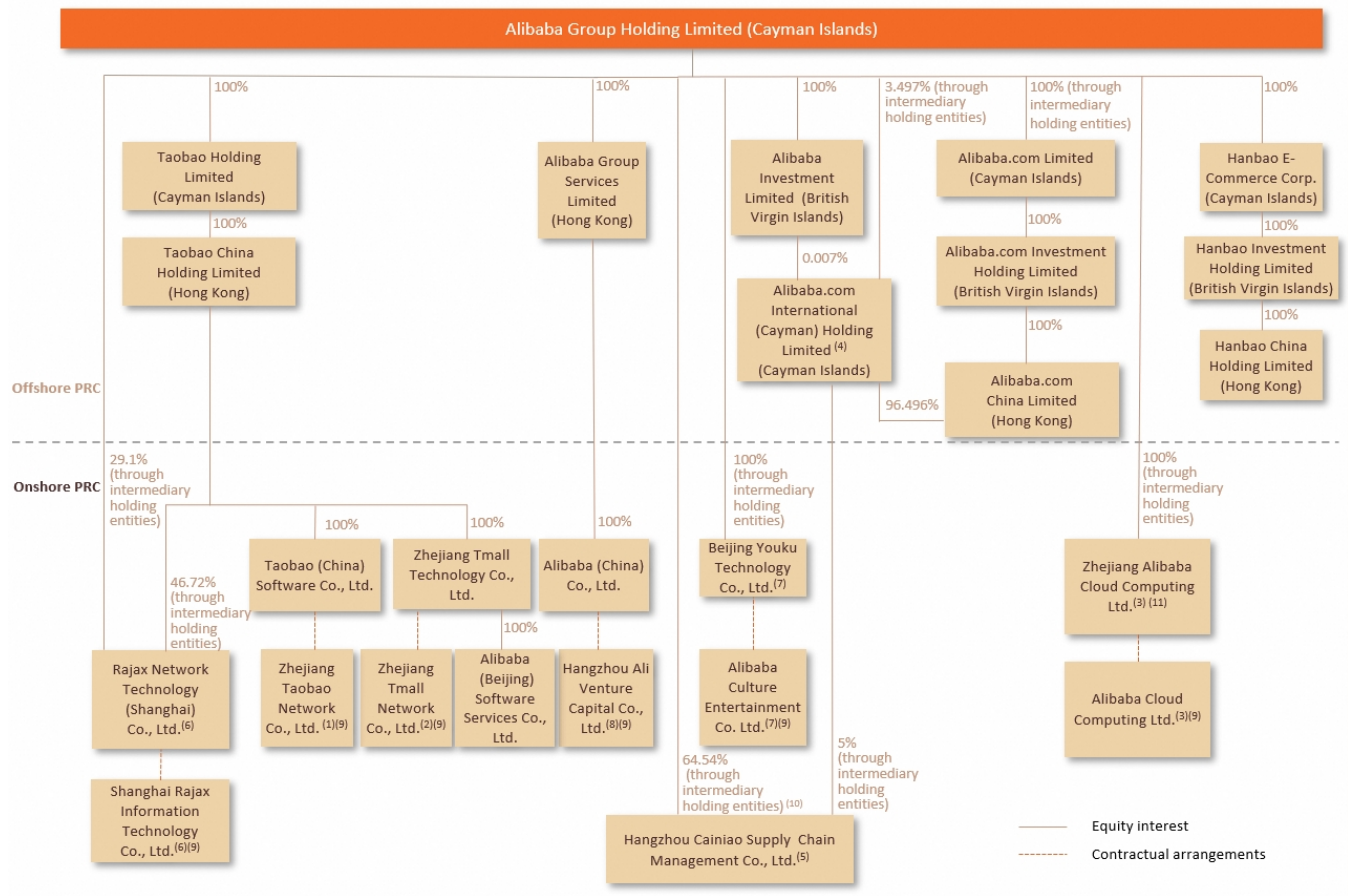 Alibaba Group Holding Limited (Cayman Islands)
100%
100%
100%
3.497% (through
intermediary
holding entities)
100% (through
intermediary
holding entities)
100%
Taobao Holding
Limited
(Cayman Islands)
Alibaba Group
Services
Limited
(Hong Kong)
Alibaba
Investment
Limited (British
Virgin Islands)
Alibaba.com Limited
(Cayman Islands)
Hanbao E-
Commerce Corp.
(Cayman Islands)
100%
100%
100%
Taobao China
Holding Limited
(Hong Kong)
0.007%
Alibaba.com Investment
Holding Limited
(British Virgin Islands)
Hanbao Investment
Holding Limited
(British Virgin Islands)
Alibaba.com
International
(Cayman) Holding
Limited (4)
(Cayman Islands)
100%
100%
Hanbao China
Holding Limited
(Hong Kong)
Offshore PRC
96.496%
Alibaba.com
China Limited
(Hong Kong)
Onshore PRC
29.1%
(through
intermediary
holding
entities)
100%
(through
intermediary
holding
entities)
100%
(through
intermediary
holding
entities)
100%
100%
100%
46.72%
(through
intermediary
holding
entities)
Taobao (China)
Software Co., Ltd.
Zhejiang Tmall
Technology Co.,
Ltd.
Alibaba (China)
Co., Ltd.
Beijing Youku
Technology
Co., Ltd.(7)
Zhejiang Alibaba
Cloud Computing
Ltd.(3) (11)
100%
Rajax Network
Technology
(Shanghai)
Co., Ltd.(6)
Zhejiang
Taobao
Network
Co., Ltd. (1)(9)
Zhejiang
Tmall
Network
Co., Ltd.(2)(9)
Alibaba
(Beijing)
Software
Services Co.,
Ltd.
Hangzhou Ali
Venture
Capital Co.,
Ltd.(8)(9)
Alibaba
Culture
Entertainment
Co. Ltd.(7)(9)
Alibaba Cloud
Computing Ltd.(3)(9)
64.54%
(through
intermediary
holding entities) (10)
5%
(through
intermediary
holding
entities)
Shanghai Rajax
Information
Technology
Co., Ltd.(6)(9)
Hangzhou Cainiao Supply Chain
Management Co., Ltd.(5)
Equity interest
Contractual arrangements